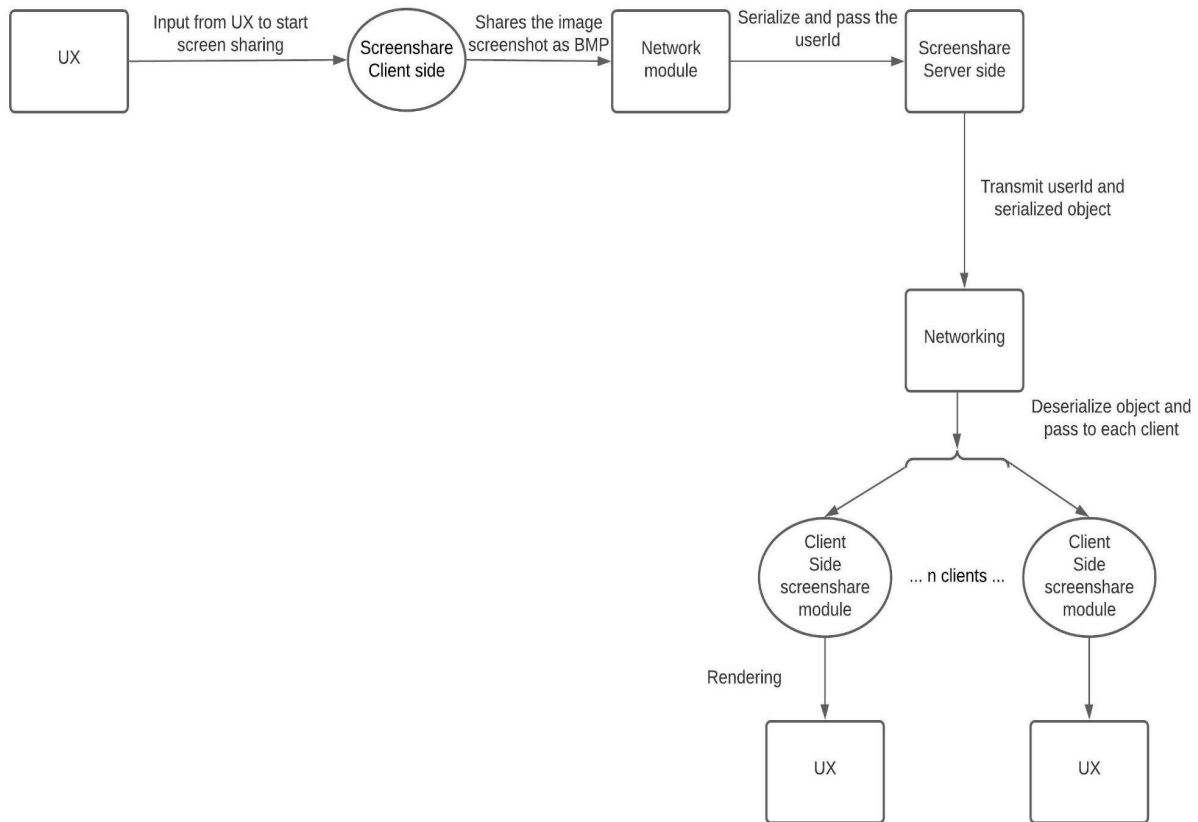 Input from UX to start
screen sharing
Shares the image
screenshot as BMP
Serialize and pass the
userId
UX
Screenshare
Client side
Network
module
Screenshare
Server side
Transmit userId and
serialized object
Networking
Deserialize object and
pass to each client
Client
Side
screenshare
module
... n clients ...
Client
Side
screenshare
module
Rendering
UX
UX